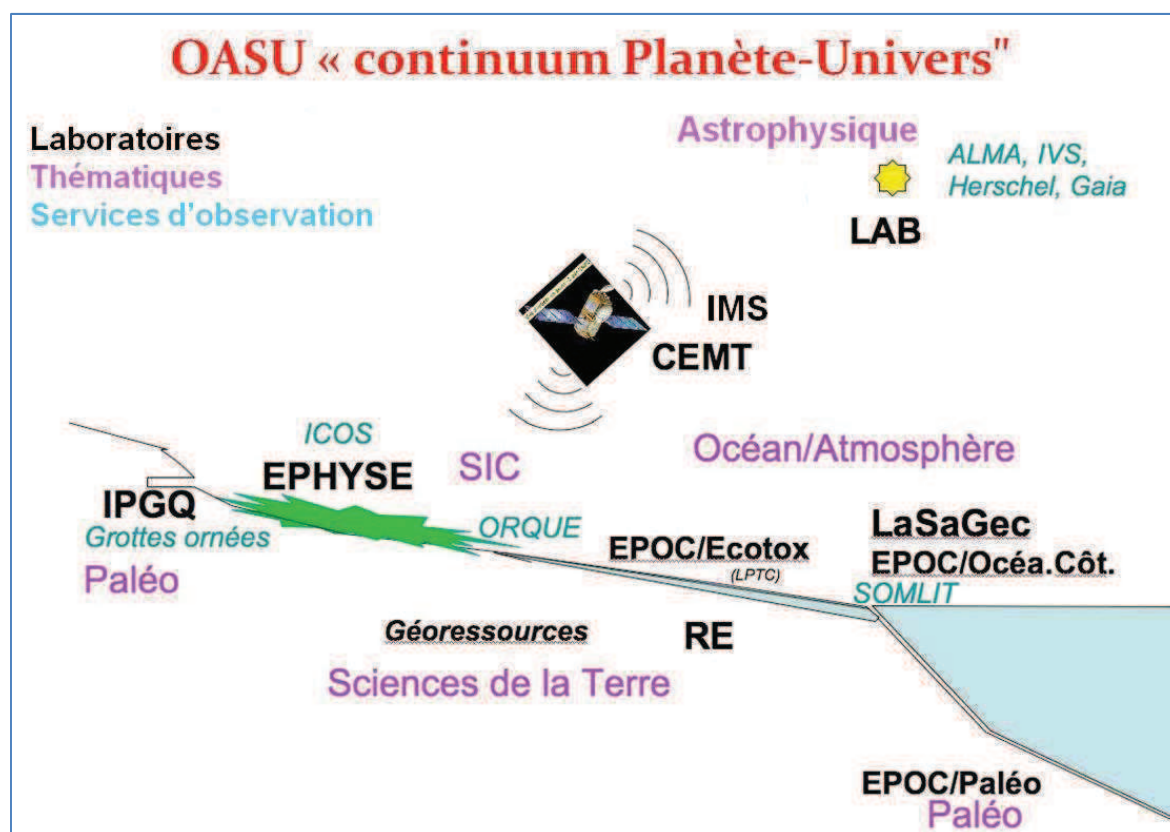 OASU « continuum Planète-Univers"
Laboratoires
Thématiques
Services d'observation
Astrophysique
ALMA, IVS,
Herschel, Gaia
LAB
IMS
CEMT
ICOS
EPHYSE
SIC
Océan/Atmosphère
IPGQ
Grottes ornées
Paléo
ORQUE
EPOC/Ecotox
(LPTC)
LaSaGec
EPOC/Océa.Côt.
SOMLIT
Géoressources
RE
Sciences de la Terre
EPOC/Paléo
Paléo